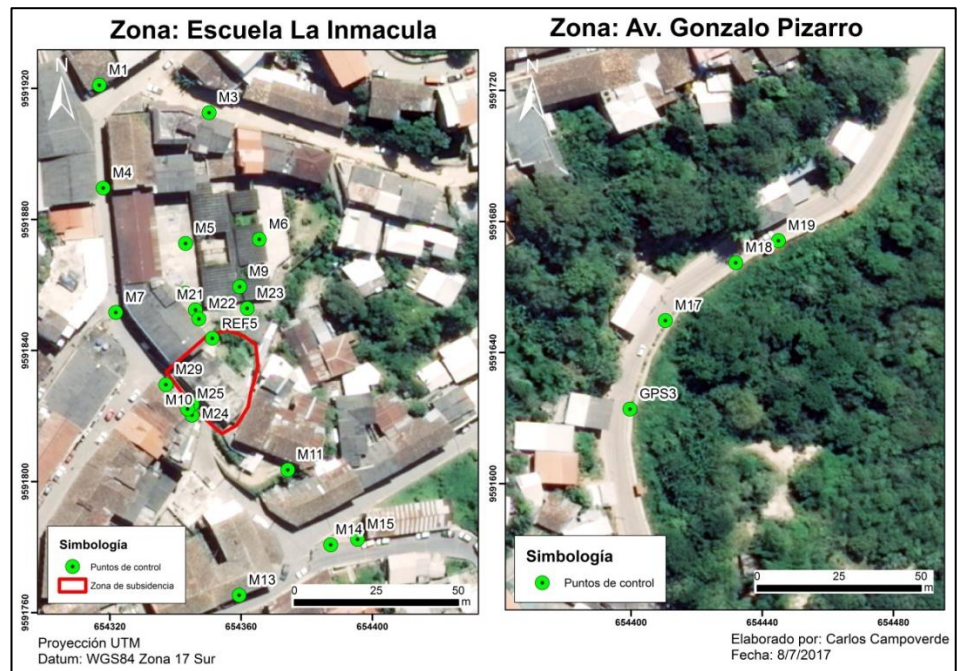 Zona: Escuela La Inmacula
N
M1
M3
M4
M5
M6
M9
M7
M21
M22
M23
REF5
M29
M10
M25
M24
M11
M14
M15
M13
Simbología
Puntos de control
Zona de subsidencia
0 25 50
m
9591920
9591880
9591840
9591800
9591760
654320 654360 654400
Proyección UTM
Datum: WGS84 Zona 17 Sur
Zona: Av. Gonzalo Pizarro
N
M19
M18
M17
GPS3
Simbología
Puntos de control
0 25 50
m
9591720
9591680
9591640
9591600
654400 654440 654480
Elaborado por: Carlos Campoverde
Fecha: 8/7/2017